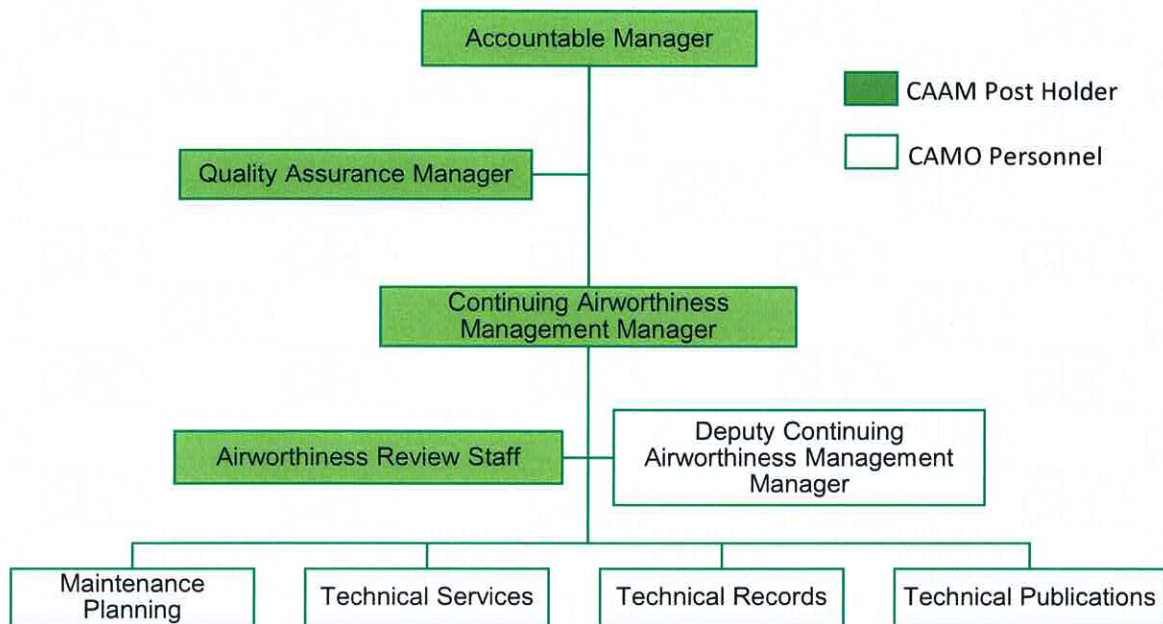 Accountable Manager
CAAM Post Holder
CAMO Personnel
Quality Assurance Manager
Continuing Airworthiness
Management Manager
Airworthiness Review Staff
Deputy Continuing
Airworthiness Management
Manager
Maintenance
Planning
Technical Services
Technical Records
Technical Publications